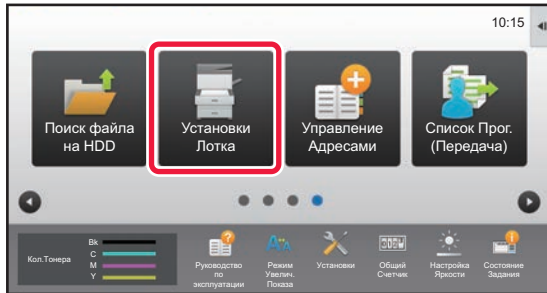 10:15
Поиск файла
на HDD
Установки
Лотка
Управление
Адресами
Список Прог.
(Передача)
Кол.Тонера
Bk
C
M
Y
Руководство
по
эксплуатации
Режим
Увелич.
Показа
Установки
Общий
Счетчик
Настройка
Яркости
Состояние
Задания